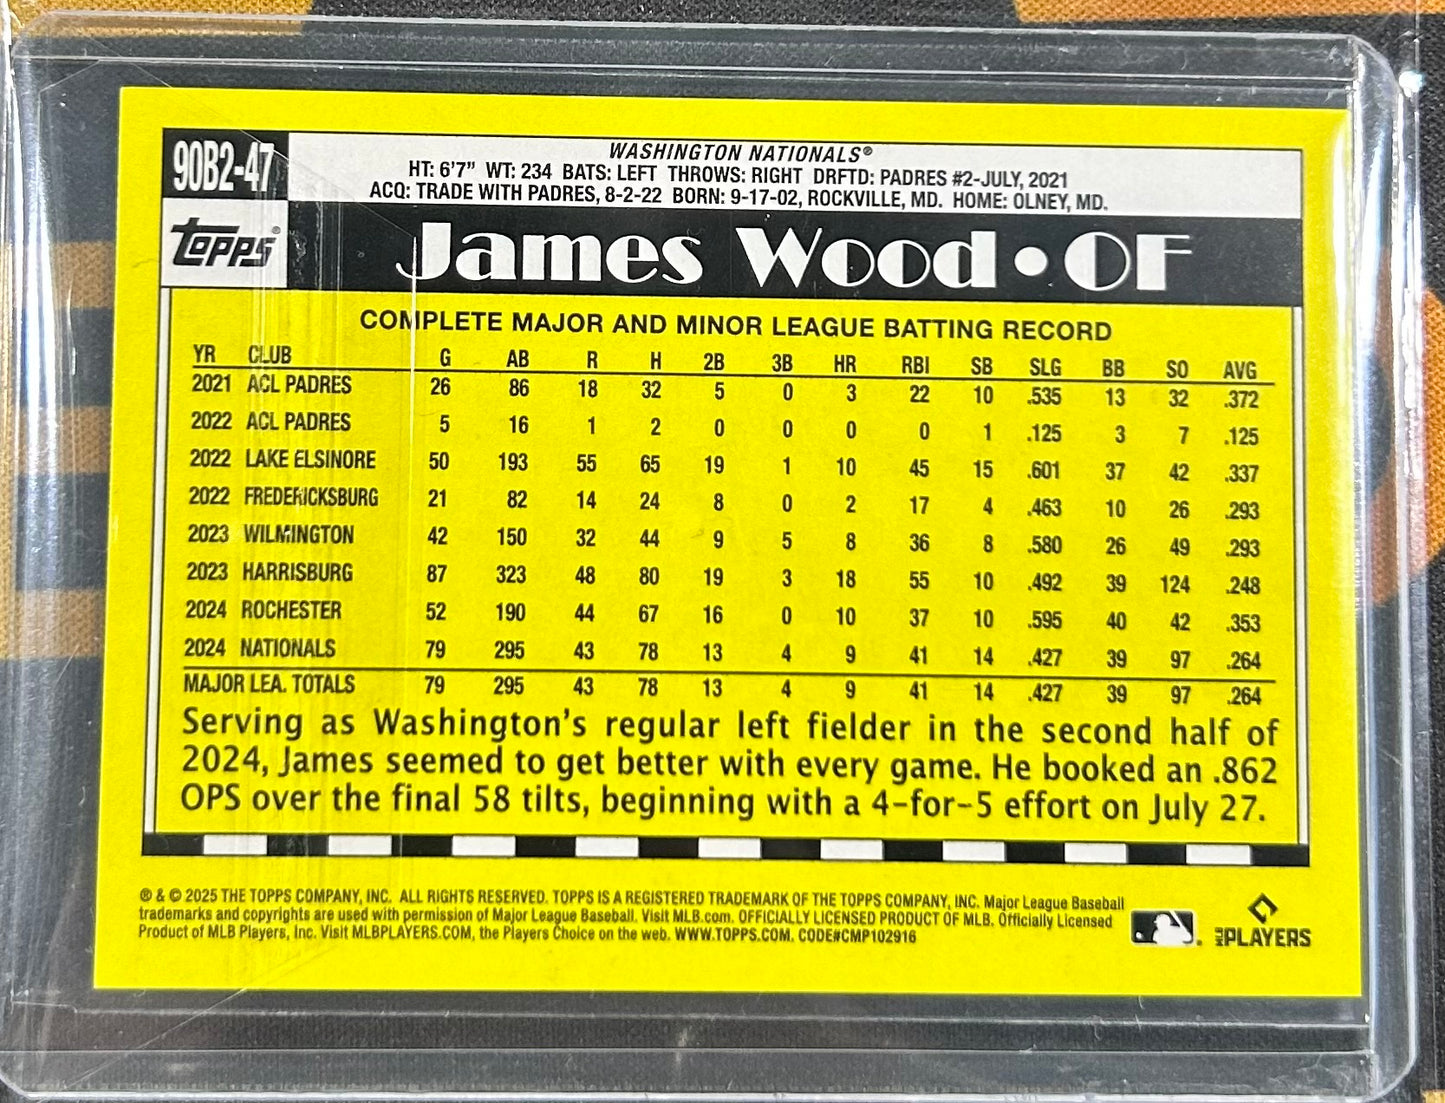 90B2-47
WASHINGTON NATIONALS®
HT: 6'7" WT: 234 BATS: LEFT THROWS: RIGHT DRFTD: PADRES #2-JULY, 2021
ACQ: TRADE WITH PADRES, 8-2-22 BORN: 9-17-02, ROCKVILLE, MD. HOME: OLNEY, MD.
topps®
James Wood • OF
COMPLETE MAJOR AND MINOR LEAGUE BATTING RECORD
YR CLUB G AB R H 2B 3B HR RBI SB SLG BB SO AVG
2021 ACL PADRES 26 86 18 32 5 0 3 22 10 .535 13 32 .372
2022 ACL PADRES 5 16 1 2 0 0 0 0 1 .125 3 7 .125
2022 LAKE ELSINORE 50 193 55 65 19 1 10 45 15 .601 37 42 .337
2022 FREDERICKSBURG 21 82 14 24 8 0 2 17 4 .463 10 26 .293
2023 WILMINGTON 42 150 32 44 9 5 8 36 8 .580 26 49 .293
2023 HARRISBURG 87 323 48 80 19 3 18 55 10 .492 39 124 .248
2024 ROCHESTER 52 190 44 67 16 0 10 37 10 .595 40 42 .353
2024 NATIONALS 79 295 43 78 13 4 9 41 14 .427 39 97 .264
MAJOR LEA. TOTALS 79 295 43 78 13 4 9 41 14 .427 39 97 .264
Serving as Washington's regular left fielder in the second half of
2024, James seemed to get better with every game. He booked an .862
OPS over the final 58 tilts, beginning with a 4-for-5 effort on July 27.
® & © 2025 THE TOPPS COMPANY, INC. ALL RIGHTS RESERVED. TOPPS IS A REGISTERED TRADEMARK OF THE TOPPS COMPANY, INC. Major League Baseball
trademarks and copyrights are used with permission of Major League Baseball. Visit MLB.com. OFFICIALLY LICENSED PRODUCT OF MLB. Officially Licensed
Product of MLB Players, Inc. Visit MLBPLAYERS.COM, the Players Choice on the web. WWW.TOPPS.COM. CODE#CMP102916
MLB PLAYERS